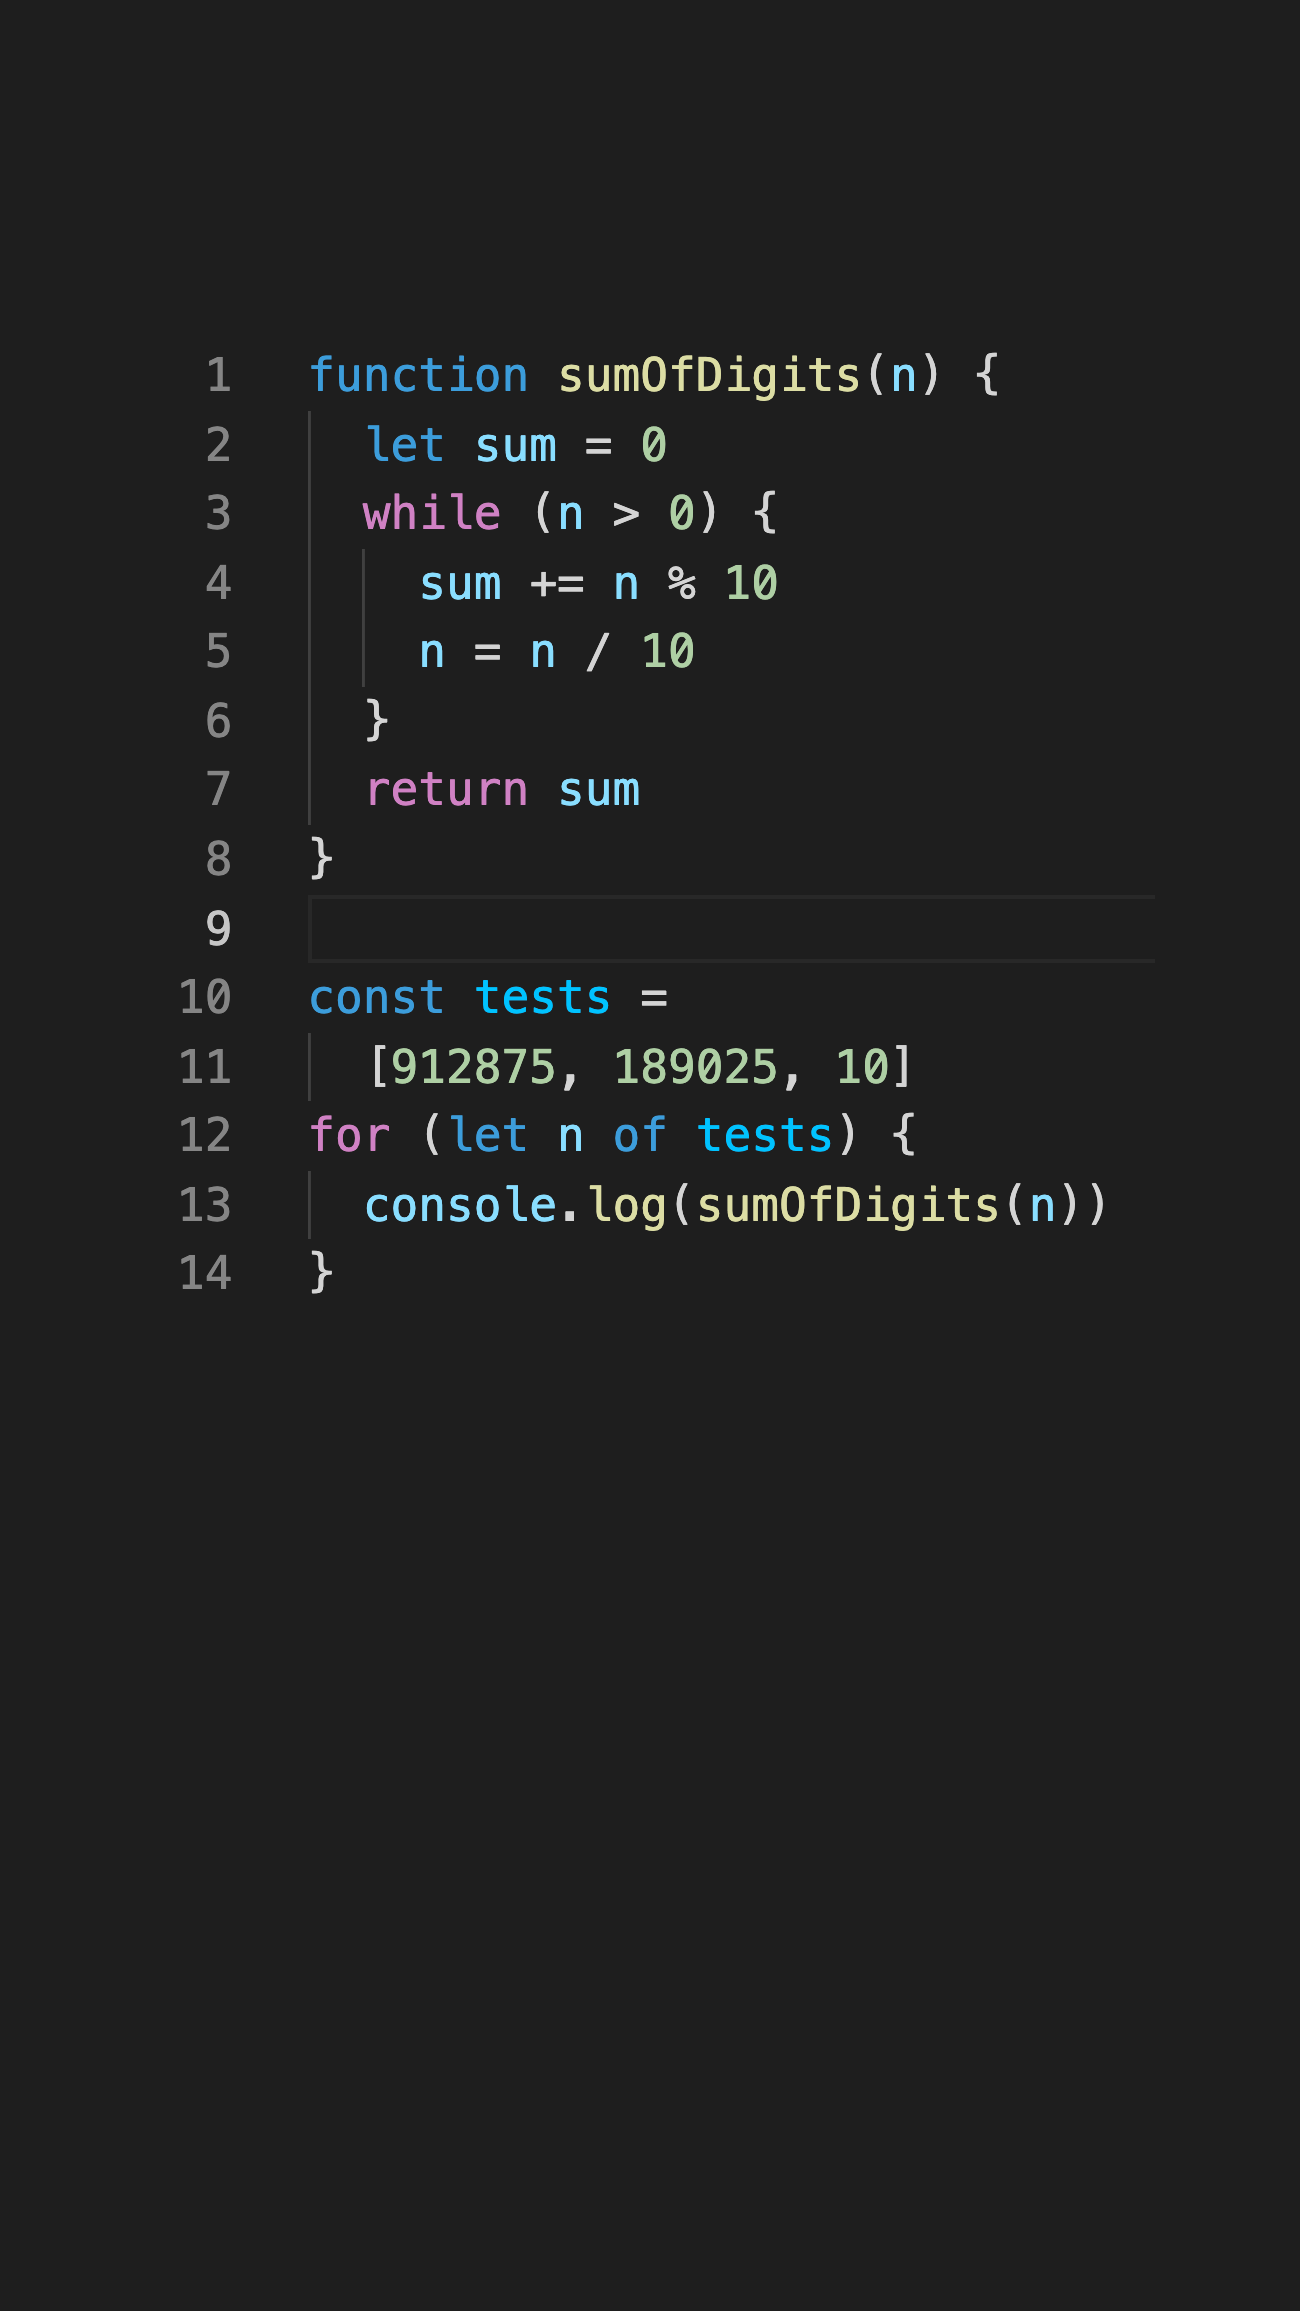 1 function sumOfDigits(n) {
2   let sum = 0
3   while (n > 0) {
4     sum += n % 10
5     n = n / 10
6   }
7   return sum
8 }
9
10 const tests =
11   [912875, 189025, 10]
12 for (let n of tests) {
13   console.log(sumOfDigits(n))
14 }